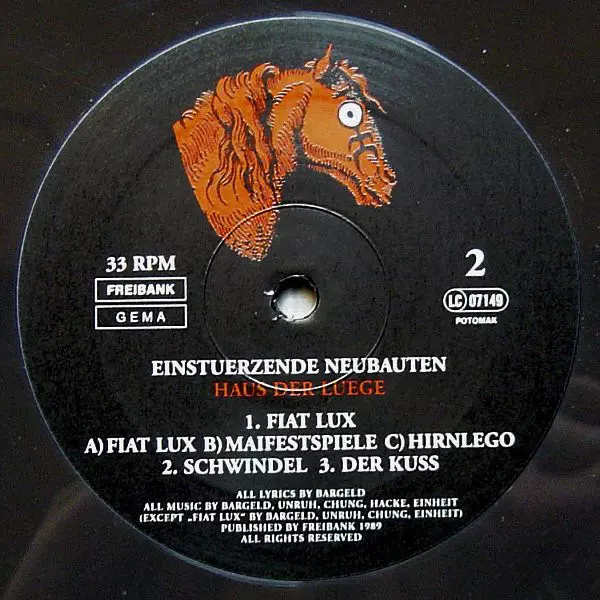 33 RPM
2
FREIBANK
GEMA
LC 07149
POTOMAK
EINSTUERZENDE NEUBAUTEN
HAUS DER LUEGE
1. FIAT LUX
A) FIAT LUX B) MAIFESTSPIELE C) HIRNLEGO
2. SCHWINDEL 3. DER KUSS
ALL LYRICS BY BARGELD
ALL MUSIC BY BARGELD, UNRUH, CHUNG, HACKE, EINHEIT
(EXCEPT „FIAT LUX“ BY BARGELD, UNRUH, CHUNG, EINHEIT)
PUBLISHED BY FREIBANK 1989
ALL RIGHTS RESERVED